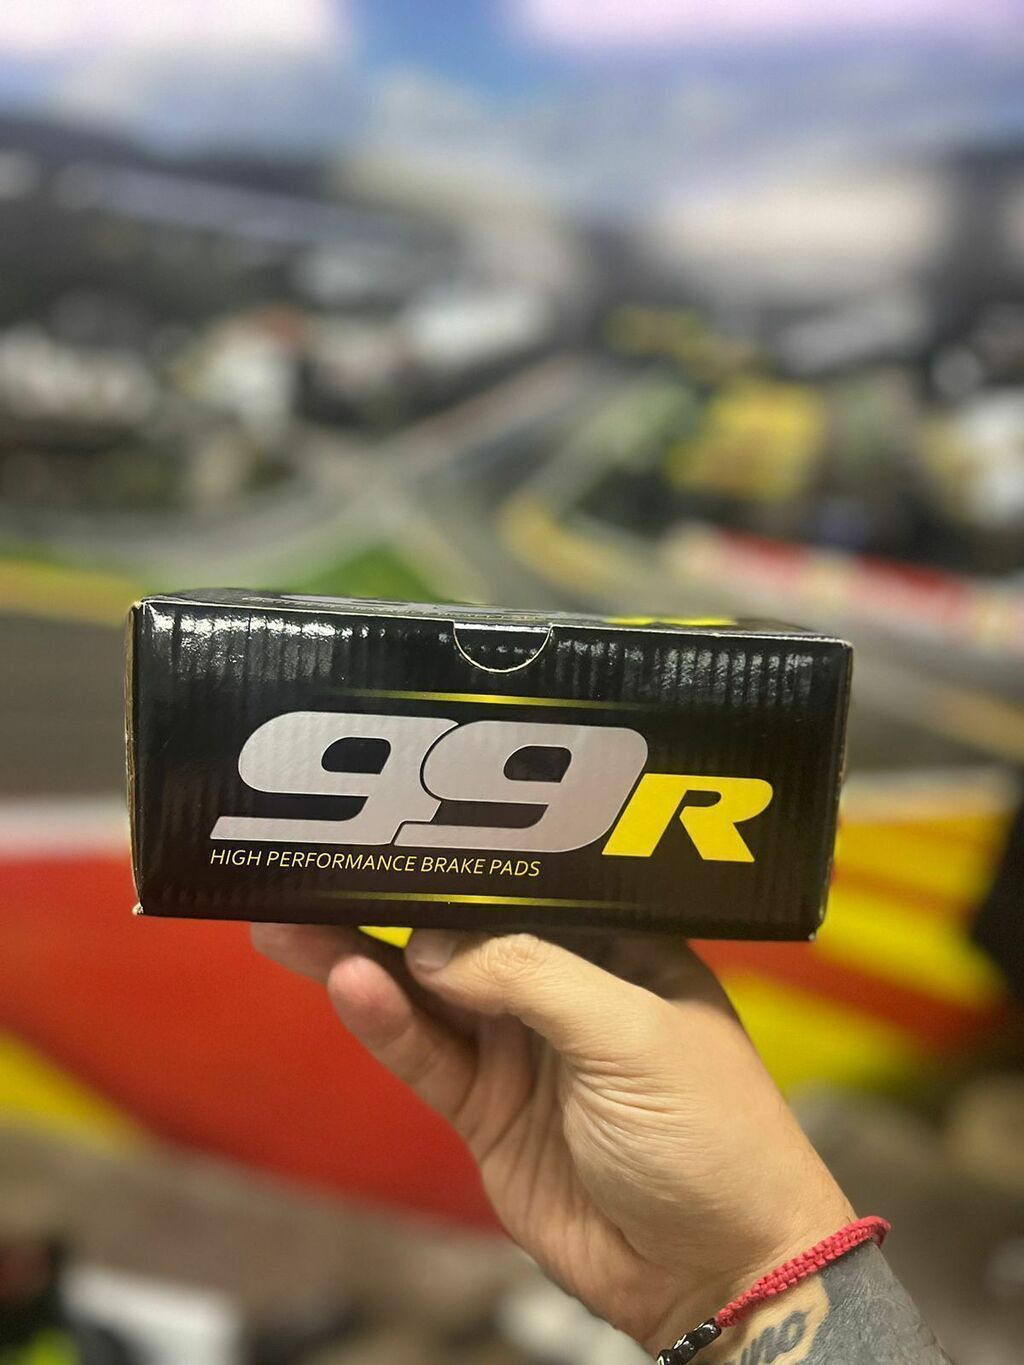 99R
HIGH PERFORMANCE BRAKE PADS